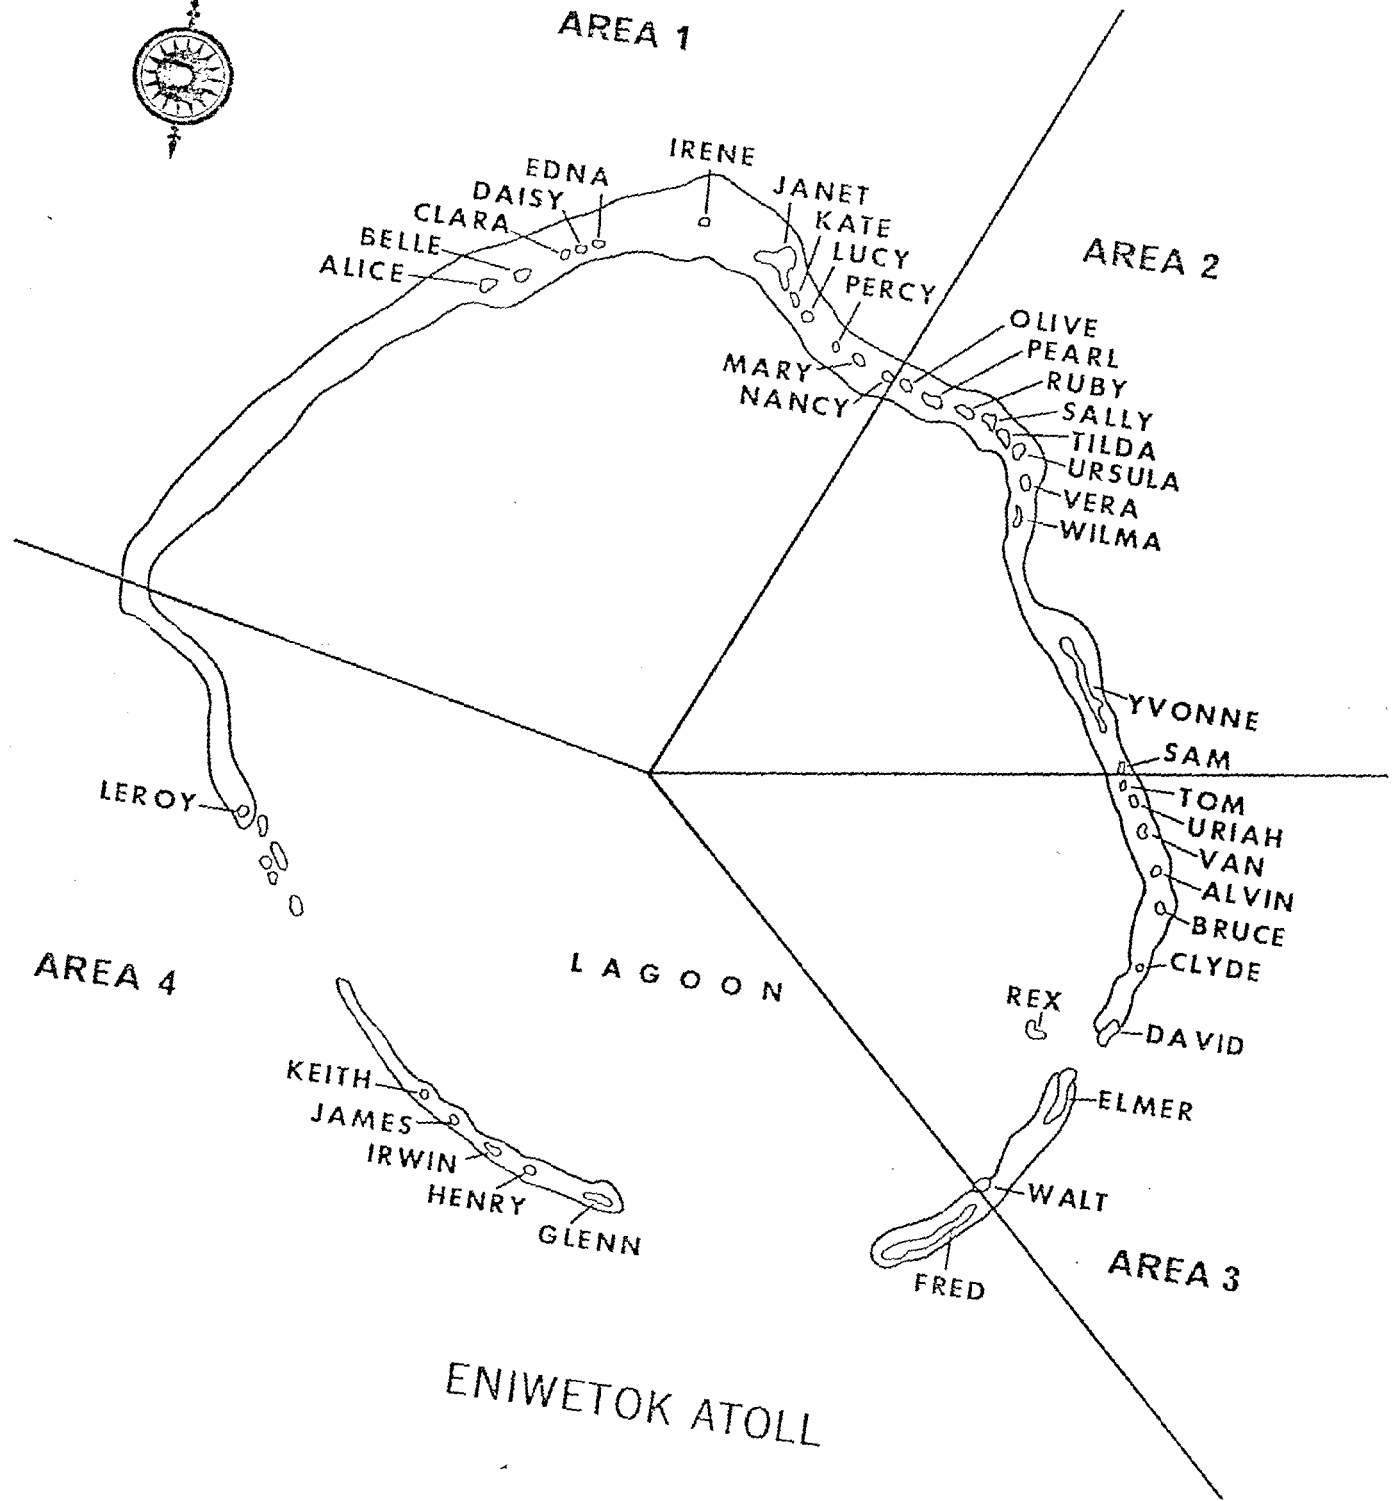 AREA 1
IRENE
EDNA
JANET
DAISY
KATE
CLARA
LUCY
BELLE
AREA 2
ALICE
PERCY
OLIVE
PEARL
MARY
RUBY
NANCY
SALLY
TILDA
URSULA
VERA
WILMA
YVONNE
SAM
LEROY
TOM
URIAH
VAN
ALVIN
BRUCE
AREA 4
LAGOON
CLYDE
REX
DAVID
KEITH
ELMER
JAMES
IRWIN
HENRY
WALT
GLENN
AREA 3
FRED
ENIWETOK ATOLL